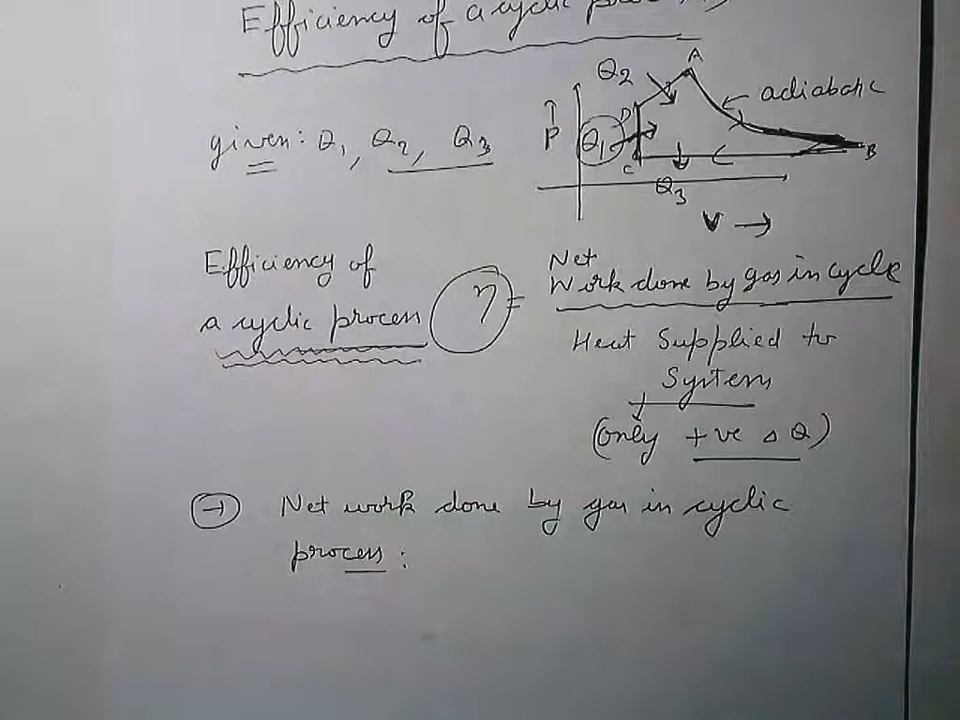 Efficiency of a cyclic
given: Q1, Q2, Q3
Q2
A
adiabatic
P
Q1
D
C
B
Q3
V →
Efficiency of
a cyclic process
η =
Net
Work done by gas in cycle
Heat Supplied to
System
(only +ve Δ Q)
→ Net work done by gas in cyclic
process: